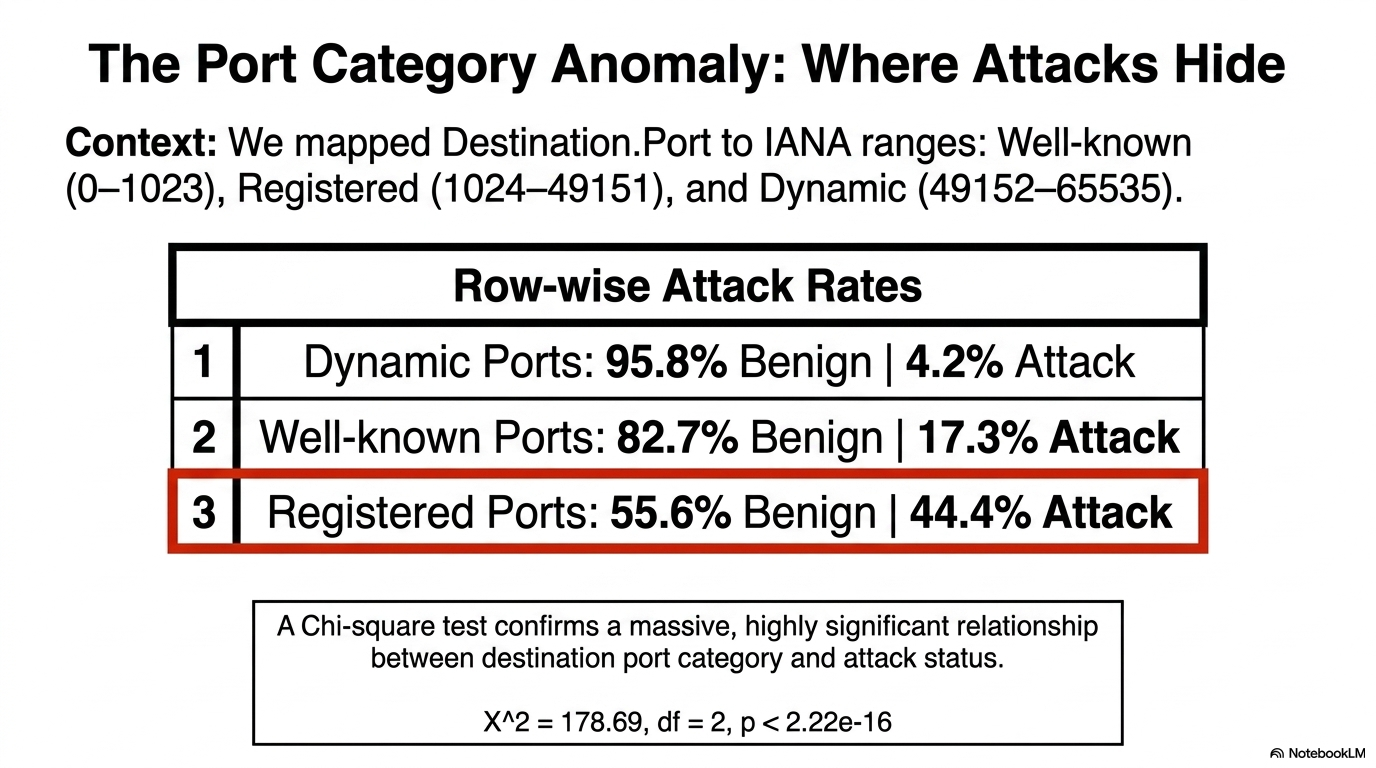 The Port Category Anomaly: Where Attacks Hide
Context: We mapped Destination.Port to IANA ranges: Well-known
(0–1023), Registered (1024–49151), and Dynamic (49152–65535).
Row-wise Attack Rates
1 Dynamic Ports: 95.8% Benign | 4.2% Attack
2 Well-known Ports: 82.7% Benign | 17.3% Attack
3 Registered Ports: 55.6% Benign | 44.4% Attack
A Chi-square test confirms a massive, highly significant relationship
between destination port category and attack status.
X^2 = 178.69, df = 2, p < 2.22e-16
NotebookLM